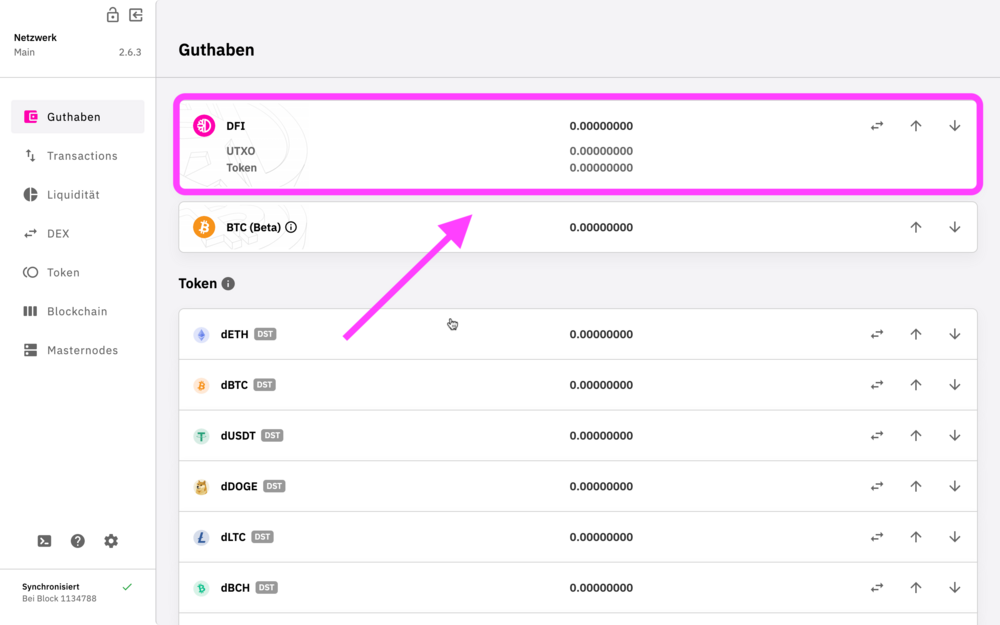 Netzwerk
Main 2.6.3
Guthaben
Transactions
Liquidität
DEX
Token
Blockchain
Masternodes
Synchronisiert
Bei Block 1134788
Guthaben
DFI 0.00000000
UTXO 0.00000000
Token 0.00000000
BTC (Beta) 0.00000000
Token
dETH DST 0.00000000
dBTC DST 0.00000000
dUSDT DST 0.00000000
dDOGE DST 0.00000000
dLTC DST 0.00000000
dBCH DST 0.00000000